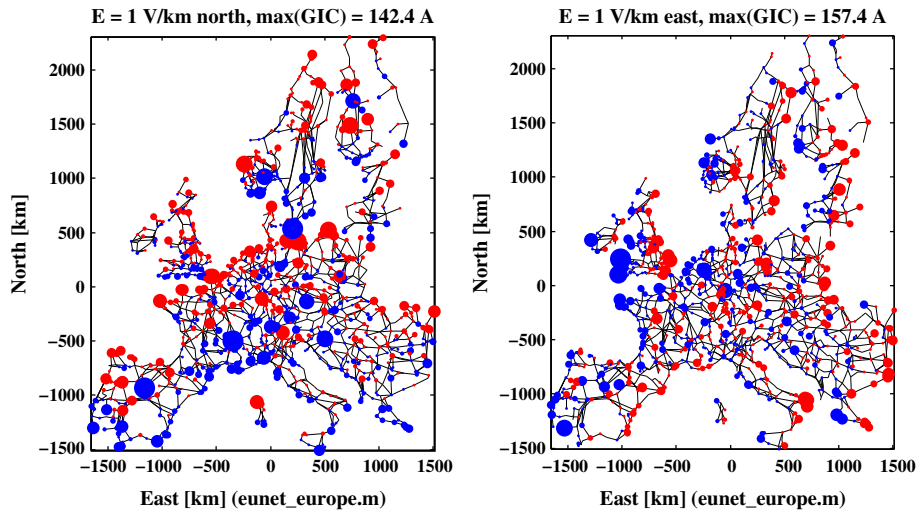 E = 1 V/km north, max(GIC) = 142.4 A
North [km]
2000
1500
1000
500
0
−500
−1000
−1500
−1500 −1000 −500 0 500 1000 1500
East [km] (eunet_europe.m)
E = 1 V/km east, max(GIC) = 157.4 A
North [km]
2000
1500
1000
500
0
−500
−1000
−1500
−1500 −1000 −500 0 500 1000 1500
East [km] (eunet_europe.m)